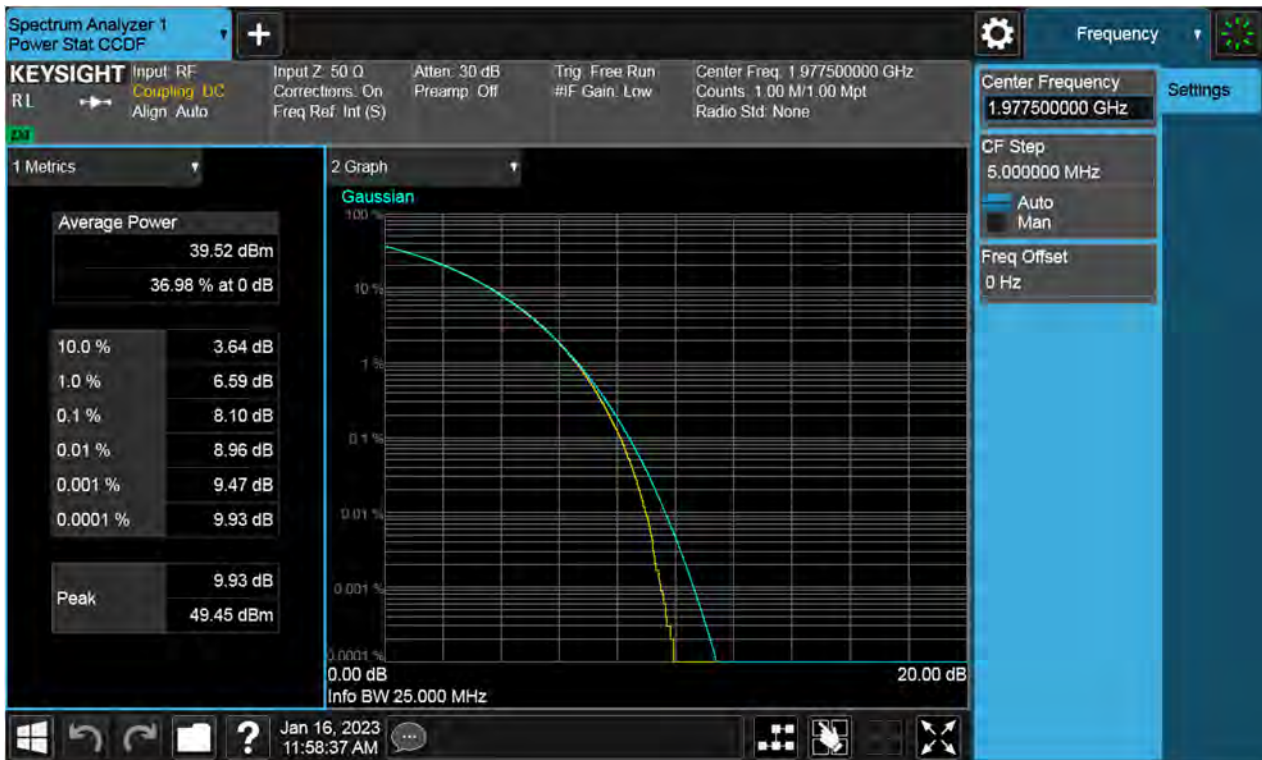 Spectrum Analyzer 1
Power Stat CCDF
Frequency
KEYSIGHT
RL
Input: RF
Coupling: DC
Align: Auto
Input Z: 50 Ω
Corrections: On
Freq Ref: Int (S)
Atten: 30 dB
Preamp: Off
Trig: Free Run
#IF Gain: Low
Center Freq: 1.977500000 GHz
Counts: 1.00 M/1.00 Mpt
Radio Std: None
Center Frequency
1.977500000 GHz
Settings
CF Step
5.000000 MHz
Auto
Man
Freq Offset
0 Hz
1 Metrics
Average Power
39.52 dBm
36.98 % at 0 dB
10.0 % 3.64 dB
1.0 % 6.59 dB
0.1 % 8.10 dB
0.01 % 8.96 dB
0.001 % 9.47 dB
0.0001 % 9.93 dB
Peak 9.93 dB
49.45 dBm
2 Graph
Gaussian
100 %
10 %
1 %
0.1 %
0.01 %
0.001 %
0.0001 %
0.00 dB 20.00 dB
Info BW 25.000 MHz
? Jan 16, 2023
11:58:37 AM